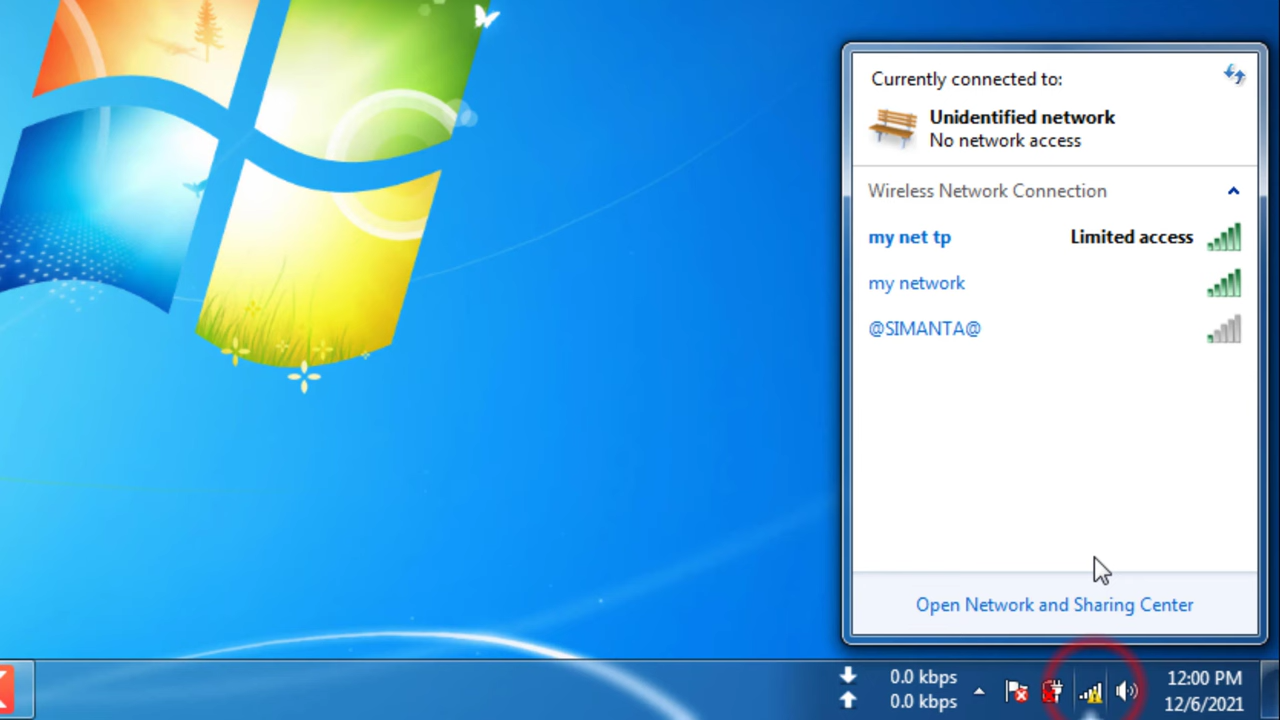 Currently connected to:
Unidentified network
No network access
Wireless Network Connection
my net tp Limited access
my network
@SIMANTA@
Open Network and Sharing Center
0.0 kbps
0.0 kbps
12:00 PM
12/6/2021